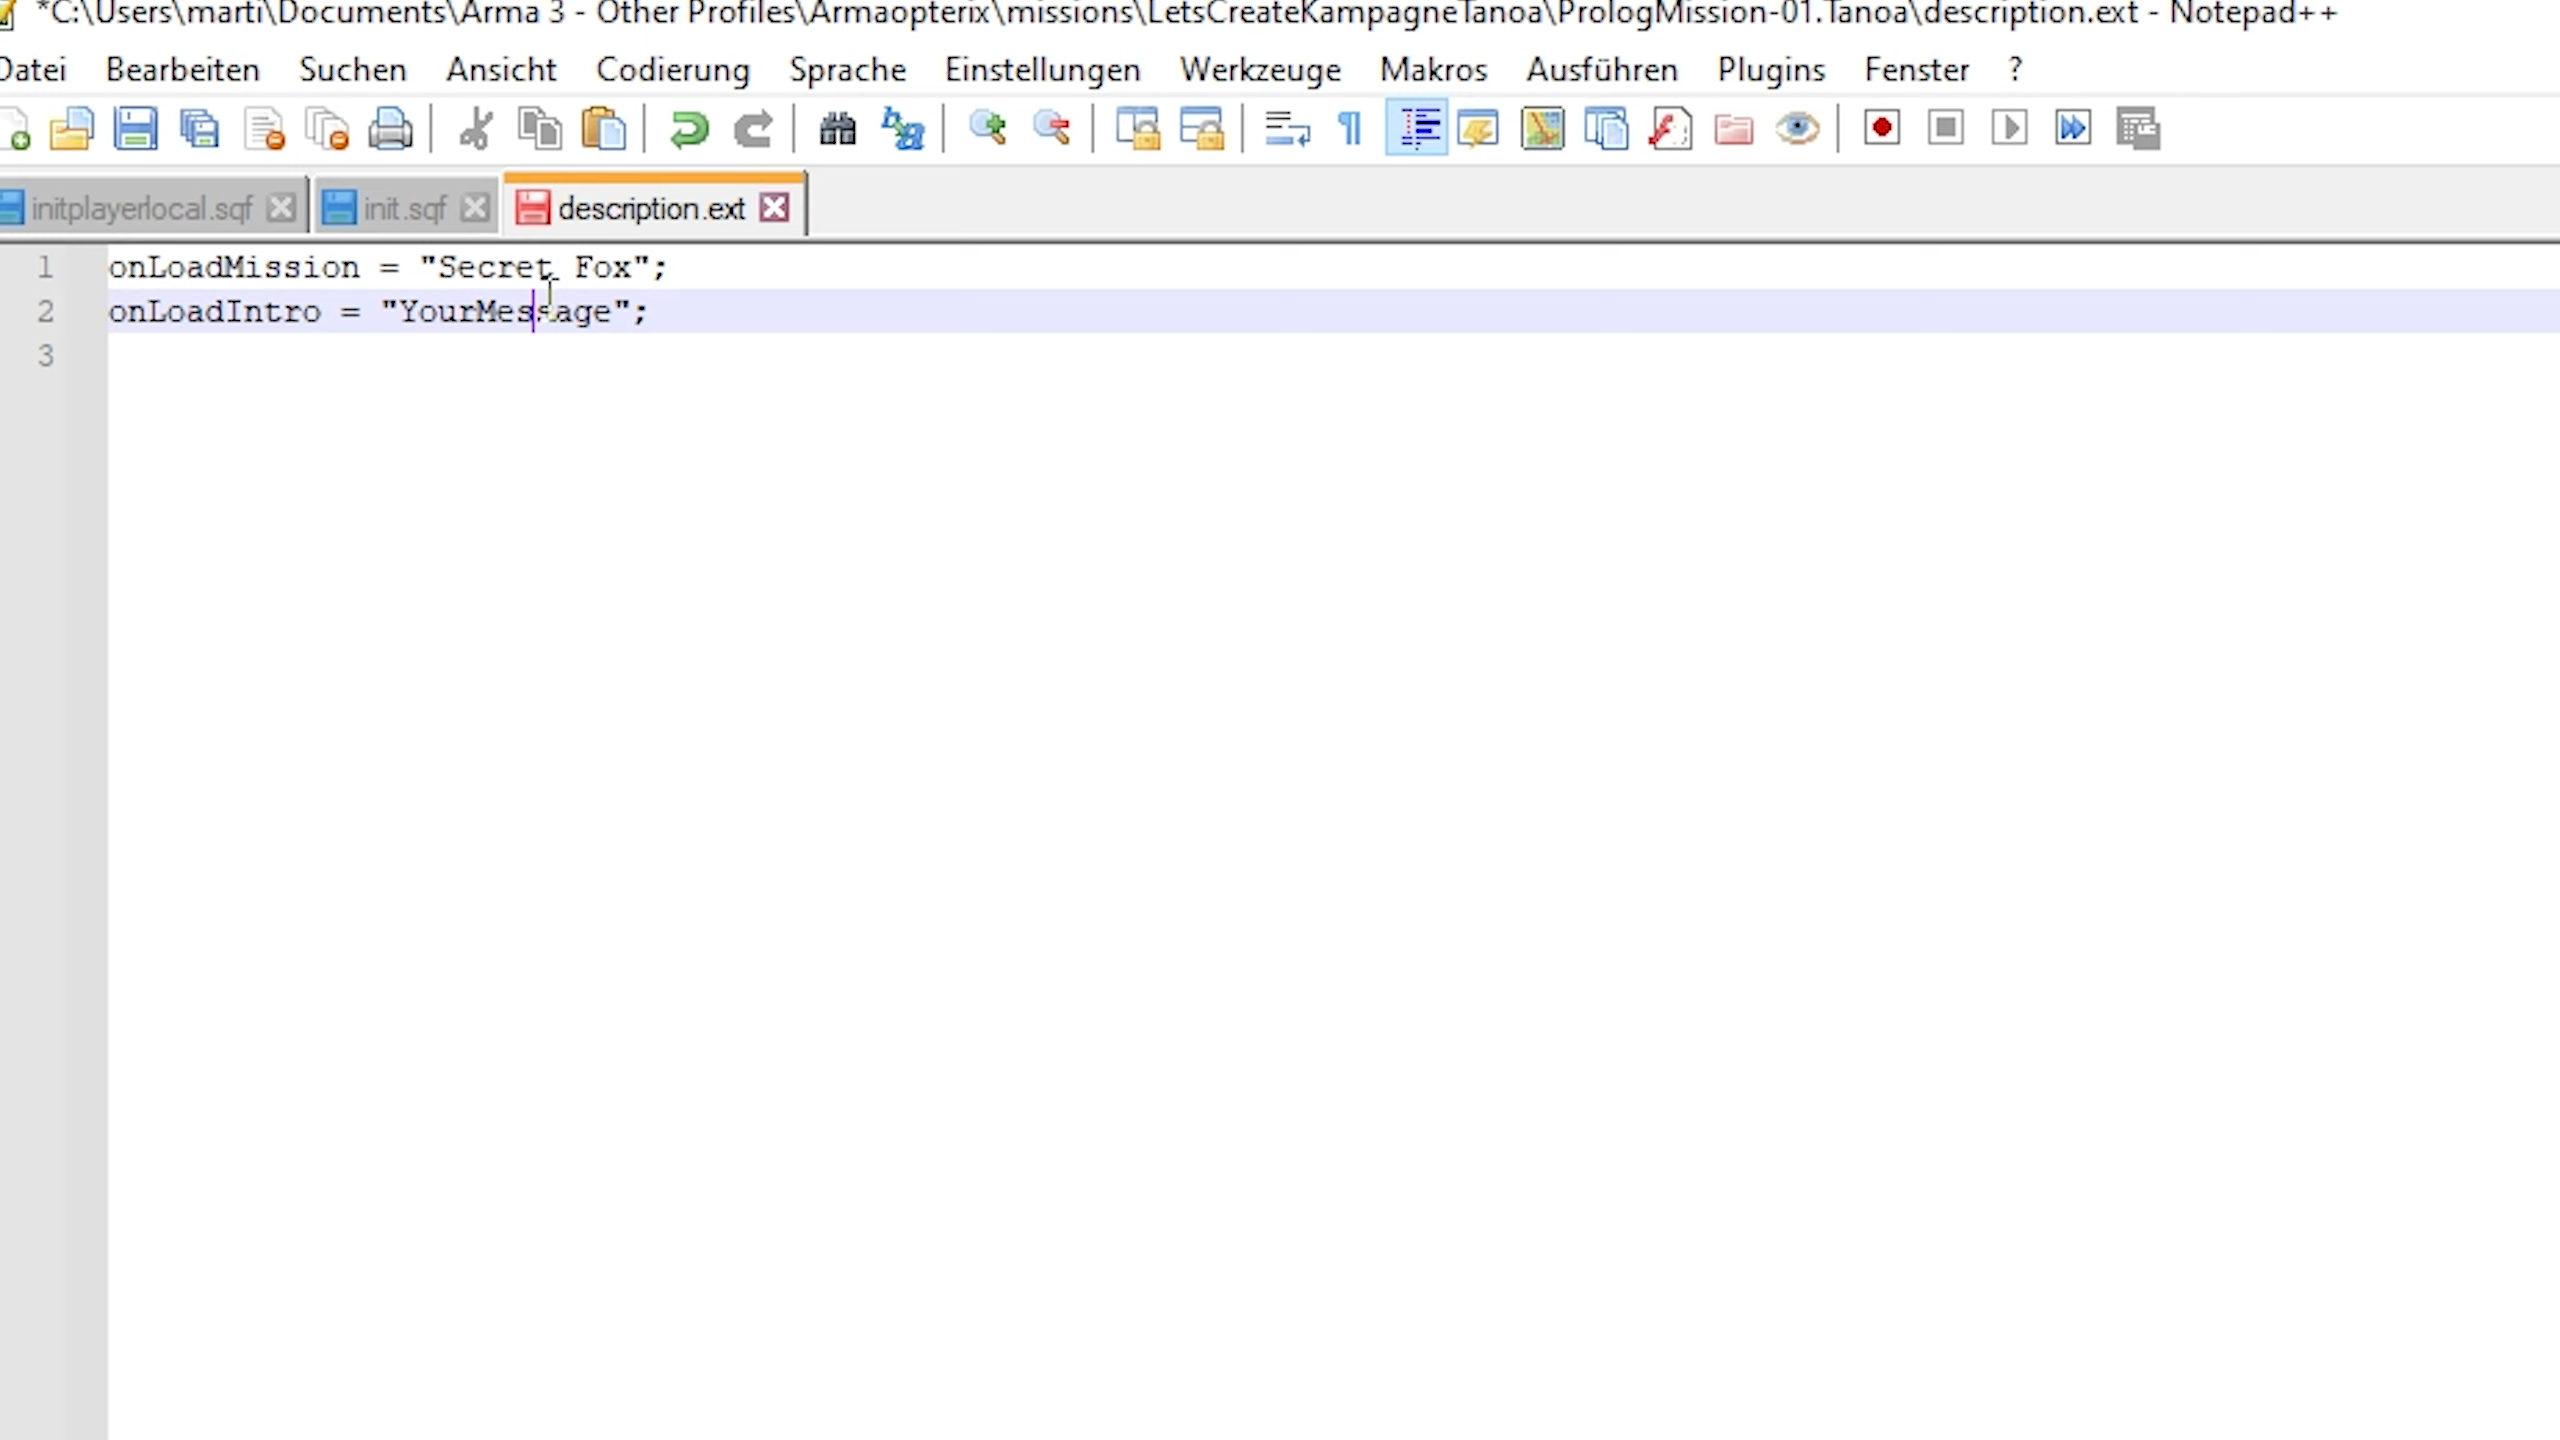 *C:\Users\marti\Documents\Arma 3 - Other Profiles\Armaopterix\missions\LetsCreateKampagneTanoa\PrologMission-01.Tanoa\description.ext - Notepad++
Datei Bearbeiten Suchen Ansicht Codierung Sprache Einstellungen Werkzeuge Makros Ausführen Plugins Fenster ?
initplayerlocal.sqf init.sqf description.ext
1 onLoadMission = "Secret Fox";
2 onLoadIntro = "YourMessage";
3